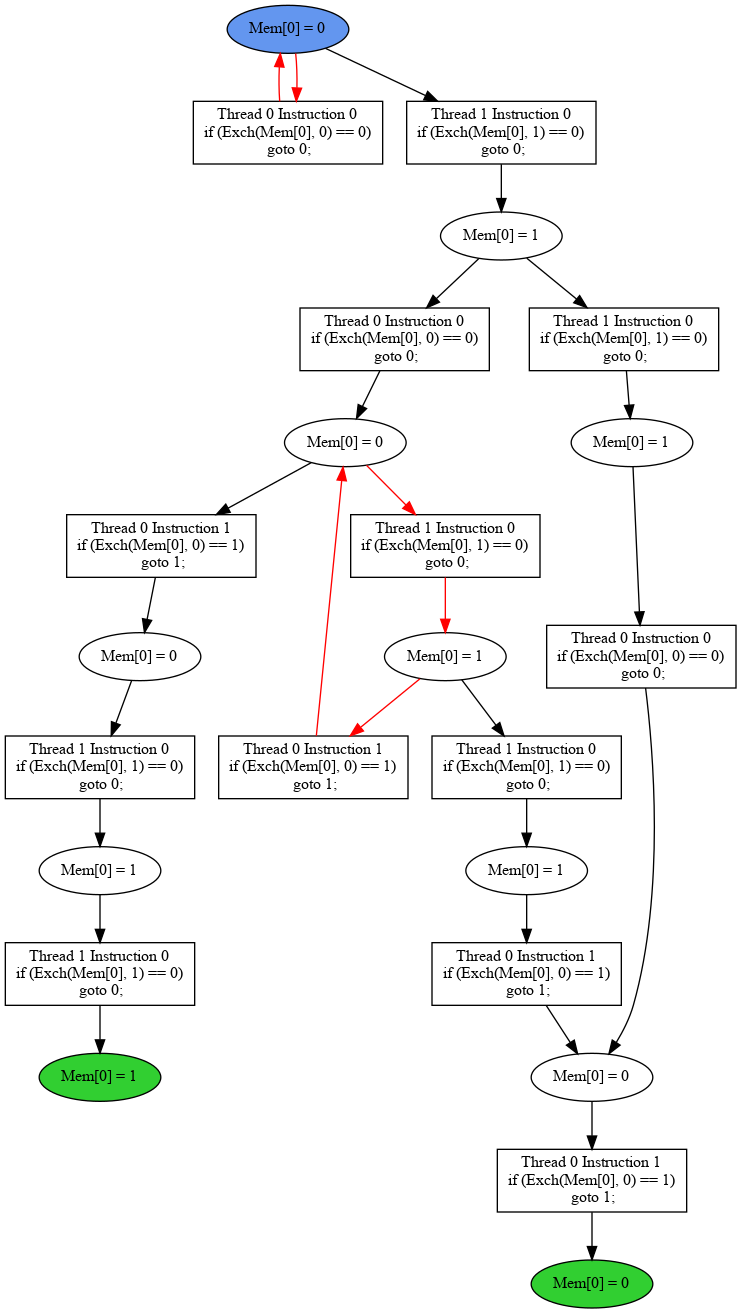 Mem[0] = 0
Thread 0 Instruction 0
if (Exch(Mem[0], 0) == 0)
goto 0;
Thread 1 Instruction 0
if (Exch(Mem[0], 1) == 0)
goto 0;
Mem[0] = 1
Thread 0 Instruction 0
if (Exch(Mem[0], 0) == 0)
goto 0;
Thread 1 Instruction 0
if (Exch(Mem[0], 1) == 0)
goto 0;
Mem[0] = 0
Mem[0] = 1
Thread 0 Instruction 1
if (Exch(Mem[0], 0) == 1)
goto 1;
Thread 1 Instruction 0
if (Exch(Mem[0], 1) == 0)
goto 0;
Mem[0] = 0
Mem[0] = 1
Thread 0 Instruction 0
if (Exch(Mem[0], 0) == 0)
goto 0;
Thread 1 Instruction 0
if (Exch(Mem[0], 1) == 0)
goto 0;
Thread 0 Instruction 1
if (Exch(Mem[0], 0) == 1)
goto 1;
Thread 1 Instruction 0
if (Exch(Mem[0], 1) == 0)
goto 0;
Mem[0] = 1
Mem[0] = 1
Thread 1 Instruction 0
if (Exch(Mem[0], 1) == 0)
goto 0;
Thread 0 Instruction 1
if (Exch(Mem[0], 0) == 1)
goto 1;
Mem[0] = 1
Mem[0] = 0
Thread 0 Instruction 1
if (Exch(Mem[0], 0) == 1)
goto 1;
Mem[0] = 0